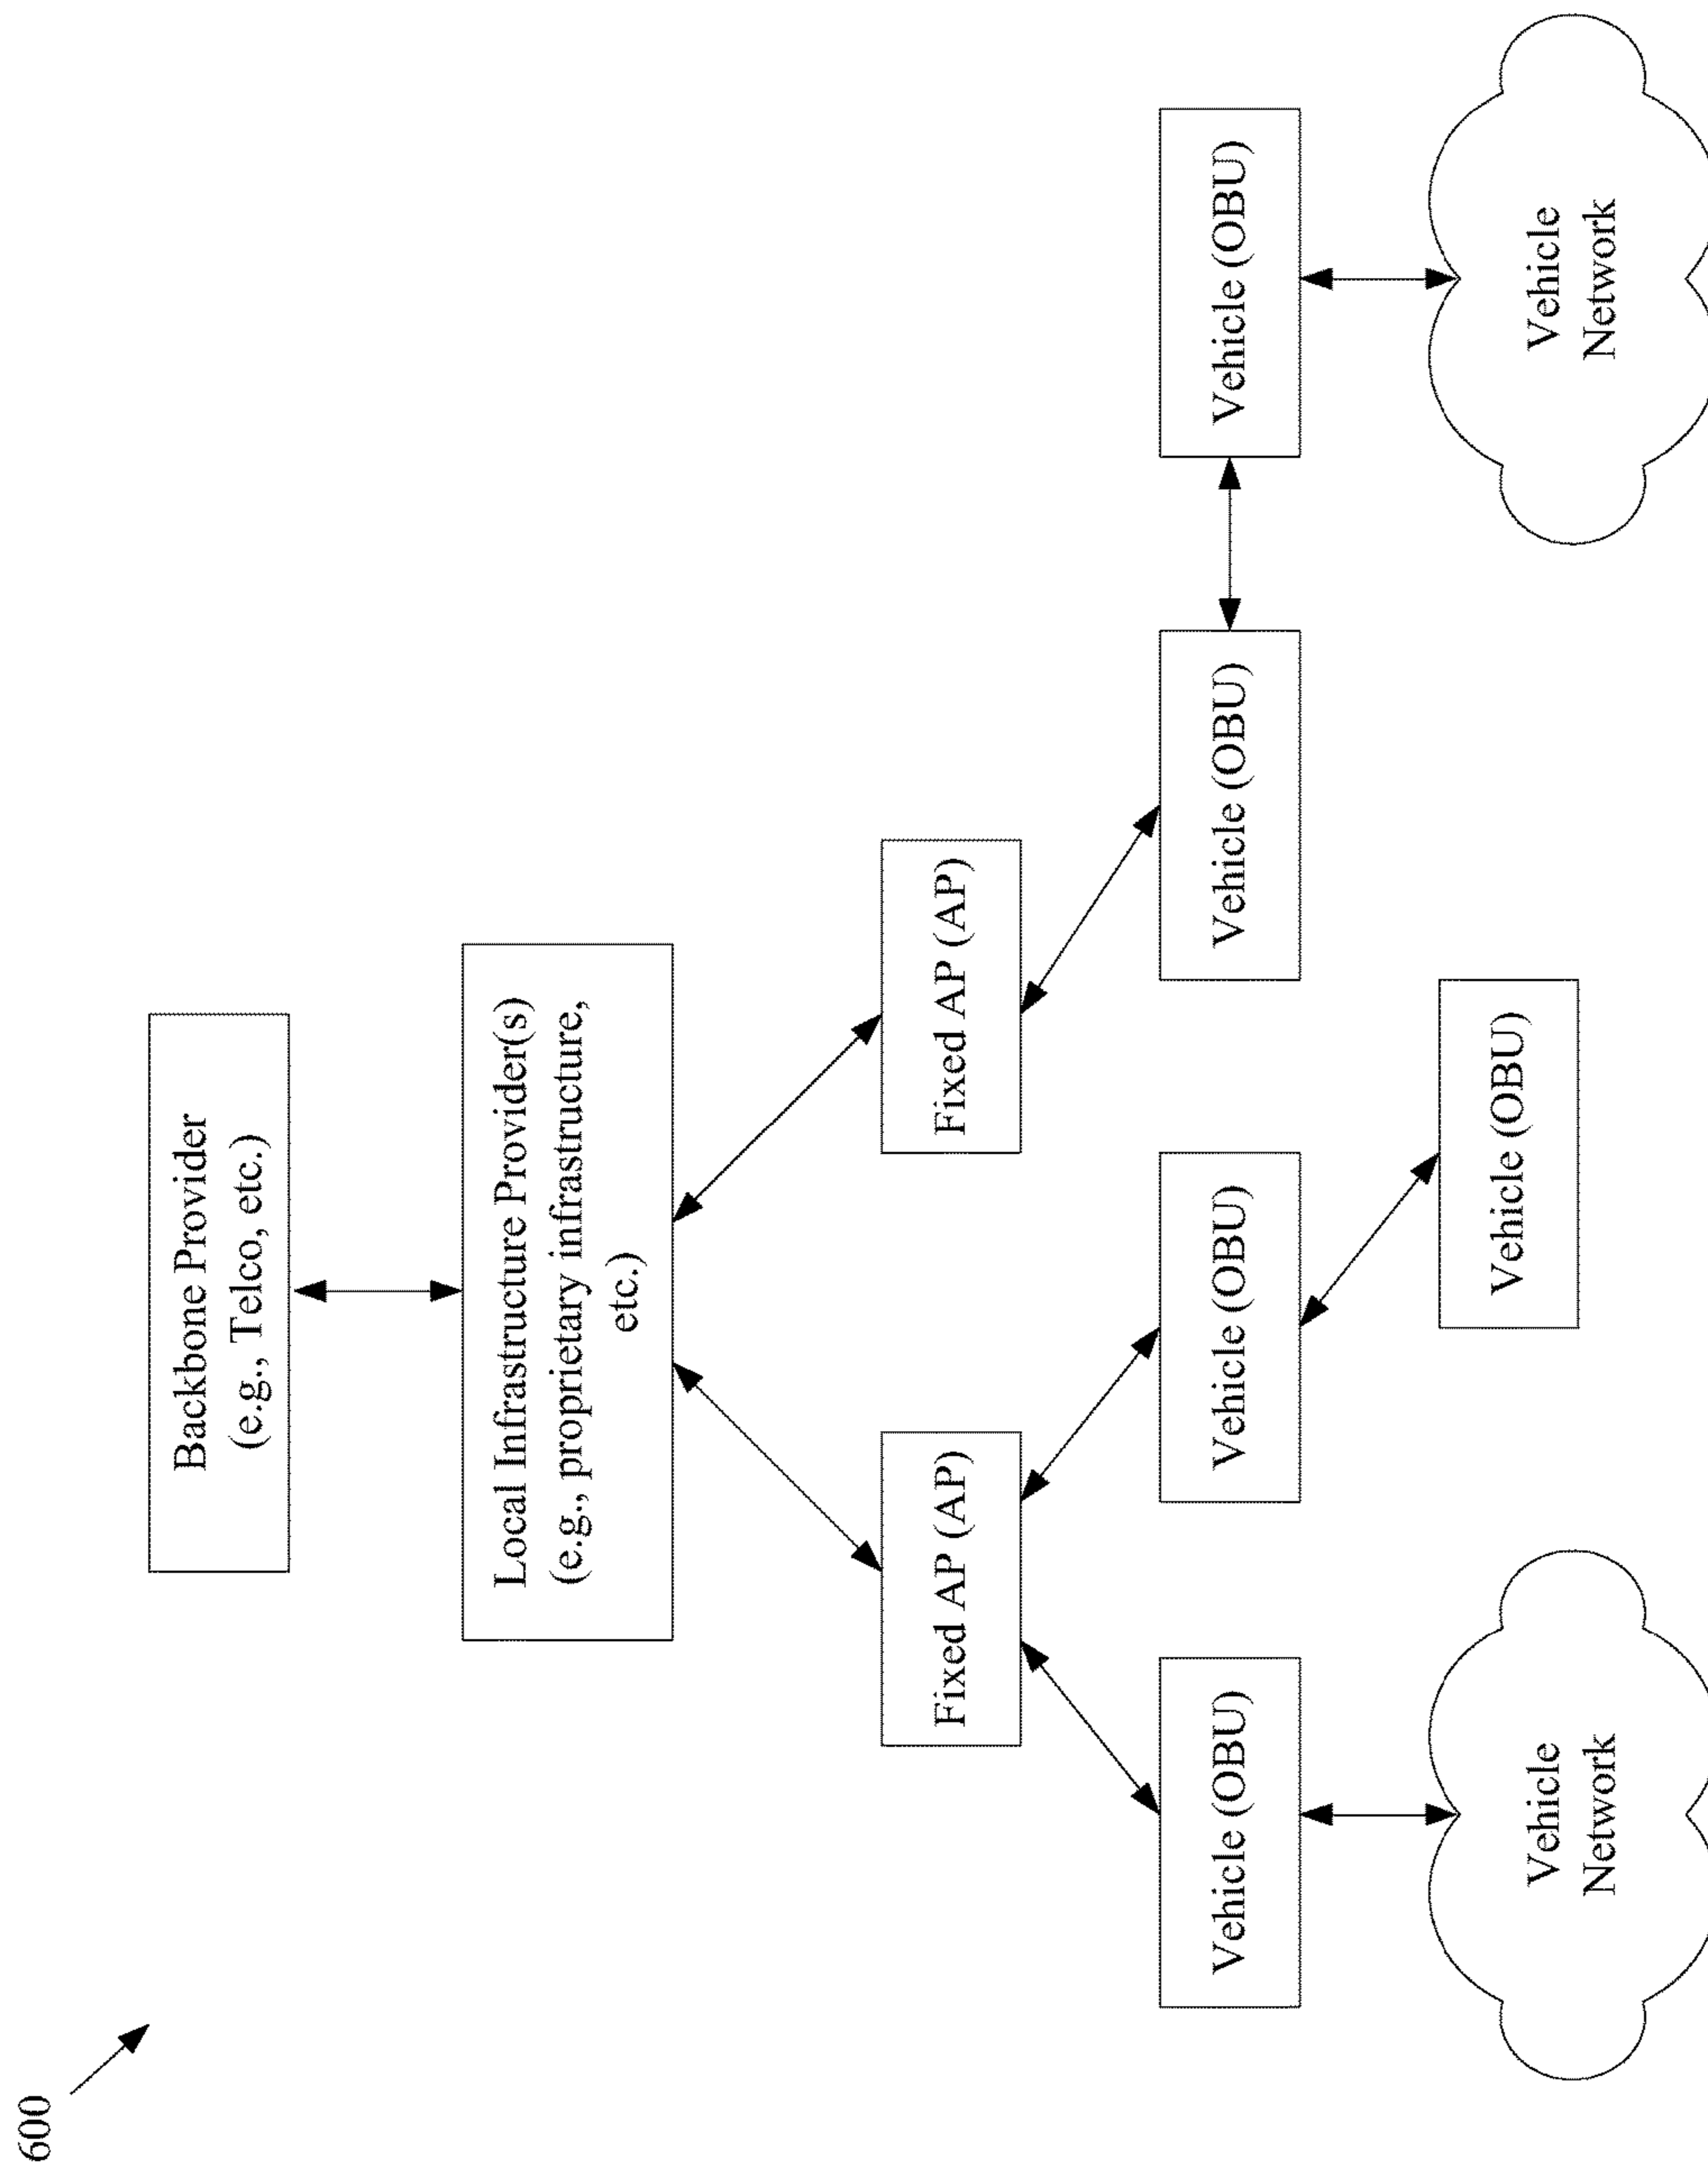 600
Backbone Provider
(e.g., Telco, etc.)
Local Infrastructure Provider(s)
(e.g., proprietary infrastructure,
etc.)
Fixed AP (AP)
Fixed AP (AP)
Vehicle (OBU)
Vehicle (OBU)
Vehicle (OBU)
Vehicle (OBU)
Vehicle (OBU)
Vehicle
Network
Vehicle
Network